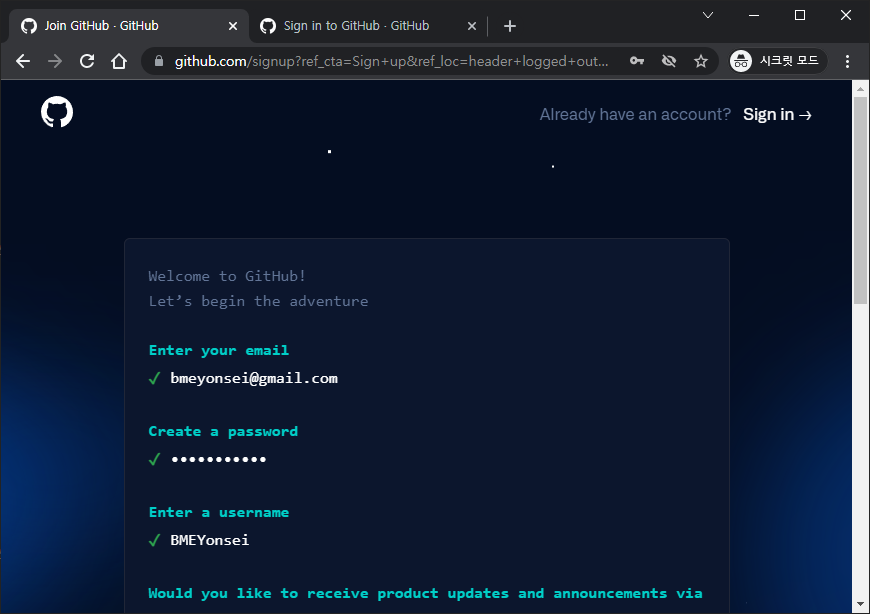 Join GitHub · GitHub
Sign in to GitHub · GitHub
github.com/signup?ref_cta=Sign+up&ref_loc=header+logged+out...
시크릿 모드
Already have an account? Sign in →
Welcome to GitHub!
Let’s begin the adventure
Enter your email
✓ bmeyonsei@gmail.com
Create a password
✓ •••••••••••
Enter a username
✓ BMEYonsei
Would you like to receive product updates and announcements via